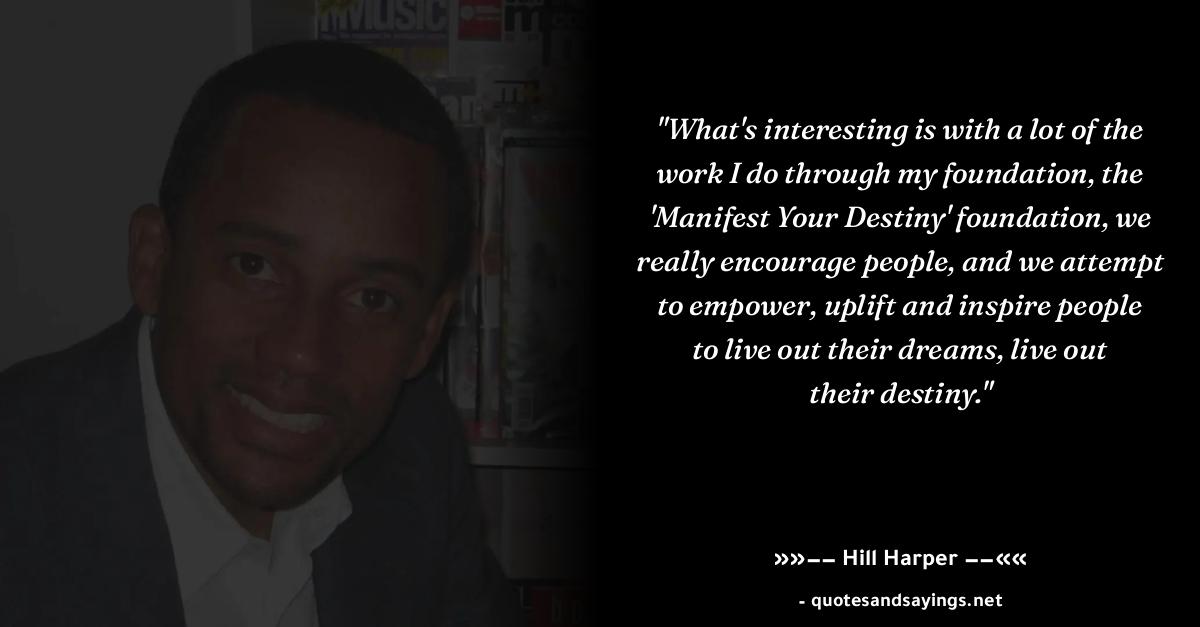 MUSIC
"What's interesting is with a lot of the
work I do through my foundation, the
'Manifest Your Destiny' foundation, we
really encourage people, and we attempt
to empower, uplift and inspire people
to live out their dreams, live out
their destiny."
»»–– Hill Harper ––««
- quotesandsayings.net